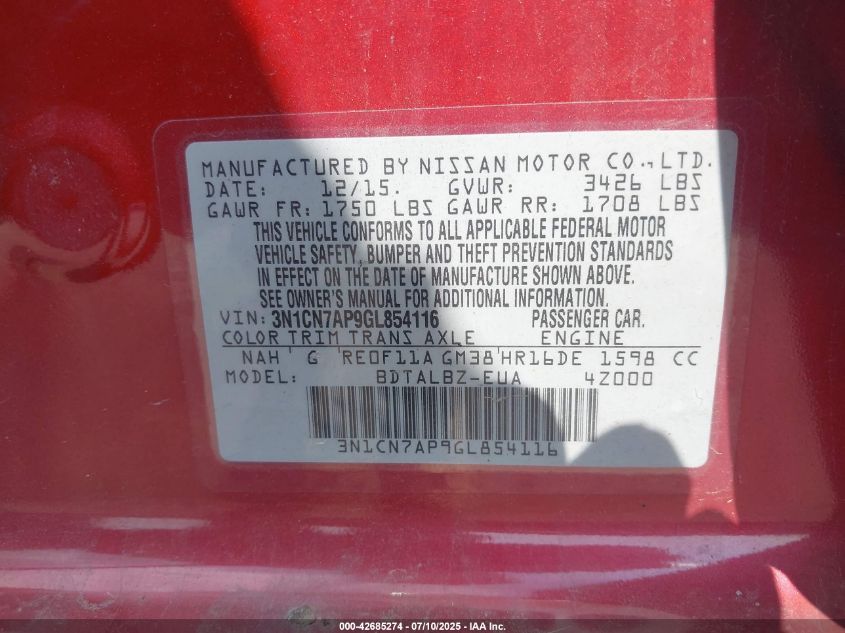 MANUFACTURED BY NISSAN MOTOR CO., LTD.
DATE: 12/15. GVWR: 3426 LBS
GAWR FR: 1750 LBS GAWR RR: 1708 LBS
THIS VEHICLE CONFORMS TO ALL APPLICABLE FEDERAL MOTOR
VEHICLE SAFETY, BUMPER AND THEFT PREVENTION STANDARDS
IN EFFECT ON THE DATE OF MANUFACTURE SHOWN ABOVE.
SEE OWNER'S MANUAL FOR ADDITIONAL INFORMATION.
VIN: 3N1CN7AP9GL854116 PASSENGER CAR.
COLOR TRIM TRANS AXLE ENGINE
NAH G RE0F11A GM38 HR16DE 1598 CC
MODEL: BDTALBZ-EUA 4Z000
3N1CN7AP9GL854116
000-42685274 | 07/10/2025 | IAA Inc.